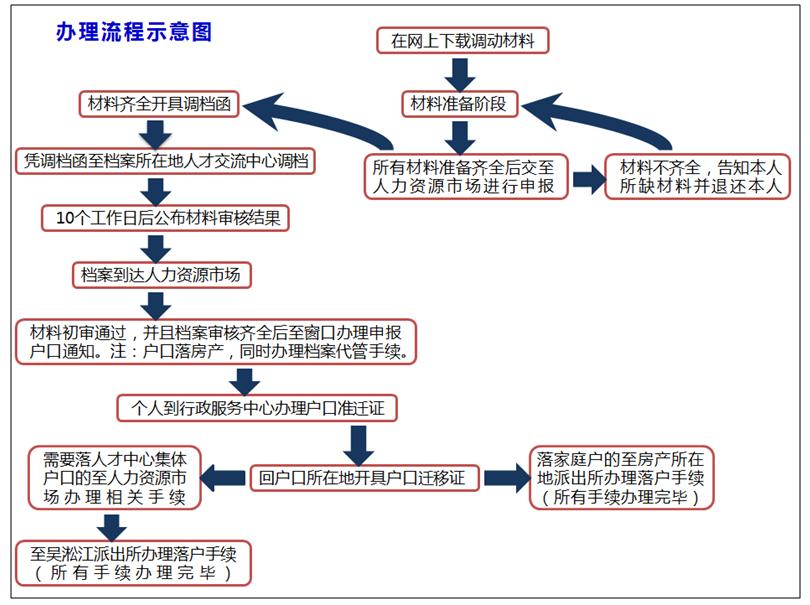 办理流程示意图
在网上下载调动材料
材料准备阶段
所有材料准备齐全后交至
人力资源市场进行申报
材料不齐全，告知本人
所缺材料并退还本人
材料齐全开具调档函
凭调档函至档案所在地人才交流中心调档
10个工作日后公布材料审核结果
档案到达人力资源市场
材料初审通过，并且档案审核齐全后至窗口办理申报
户口通知。注：户口落房产，同时办理档案代管手续。
个人到行政服务中心办理户口准迁证
回户口所在地开具户口迁移证
需要落人才中心集体
户口的至人力资源市
场办理相关手续
至吴淞江派出所办理落户手续
（所有手续办理完毕）
落家庭户的至房产所在
地派出所办理落户手续
（所有手续办理完毕）